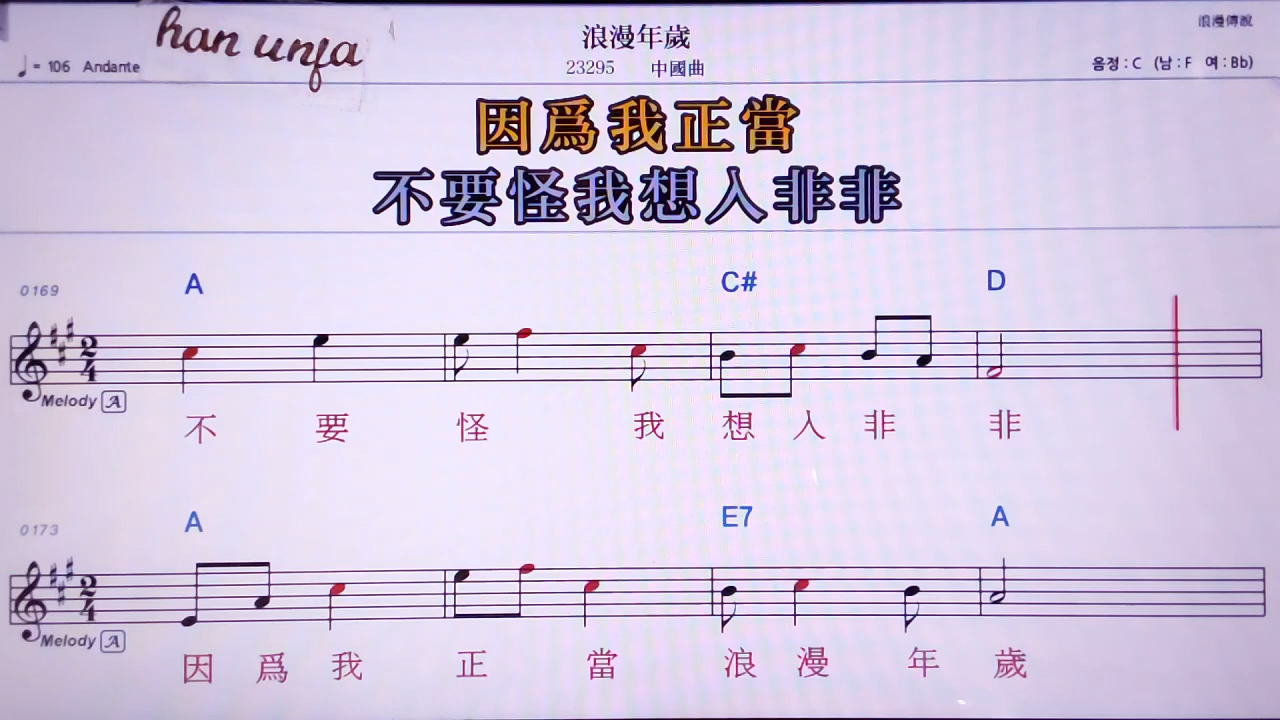 han unfa
浪漫年歲
浪漫傳說
♩= 106 Andante
23295 中國曲
음정 : C (남 : F 여 : Bb)
因爲我正當
不要怪我想入非非
0169 A C# D
2/4
Melody A
不 要 怪 我 想 入 非 非
0173 A E7 A
2/4
Melody A
因 爲 我 正 當 浪 漫 年 歲